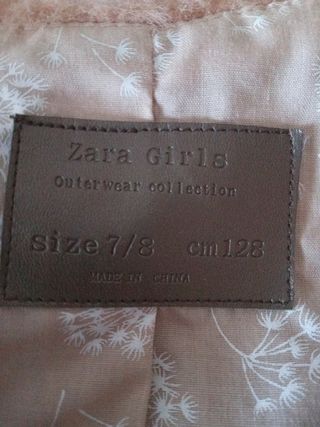 Zara Girls
Outerwear collection
Size 7/8 cm 128
MADE IN CHINA